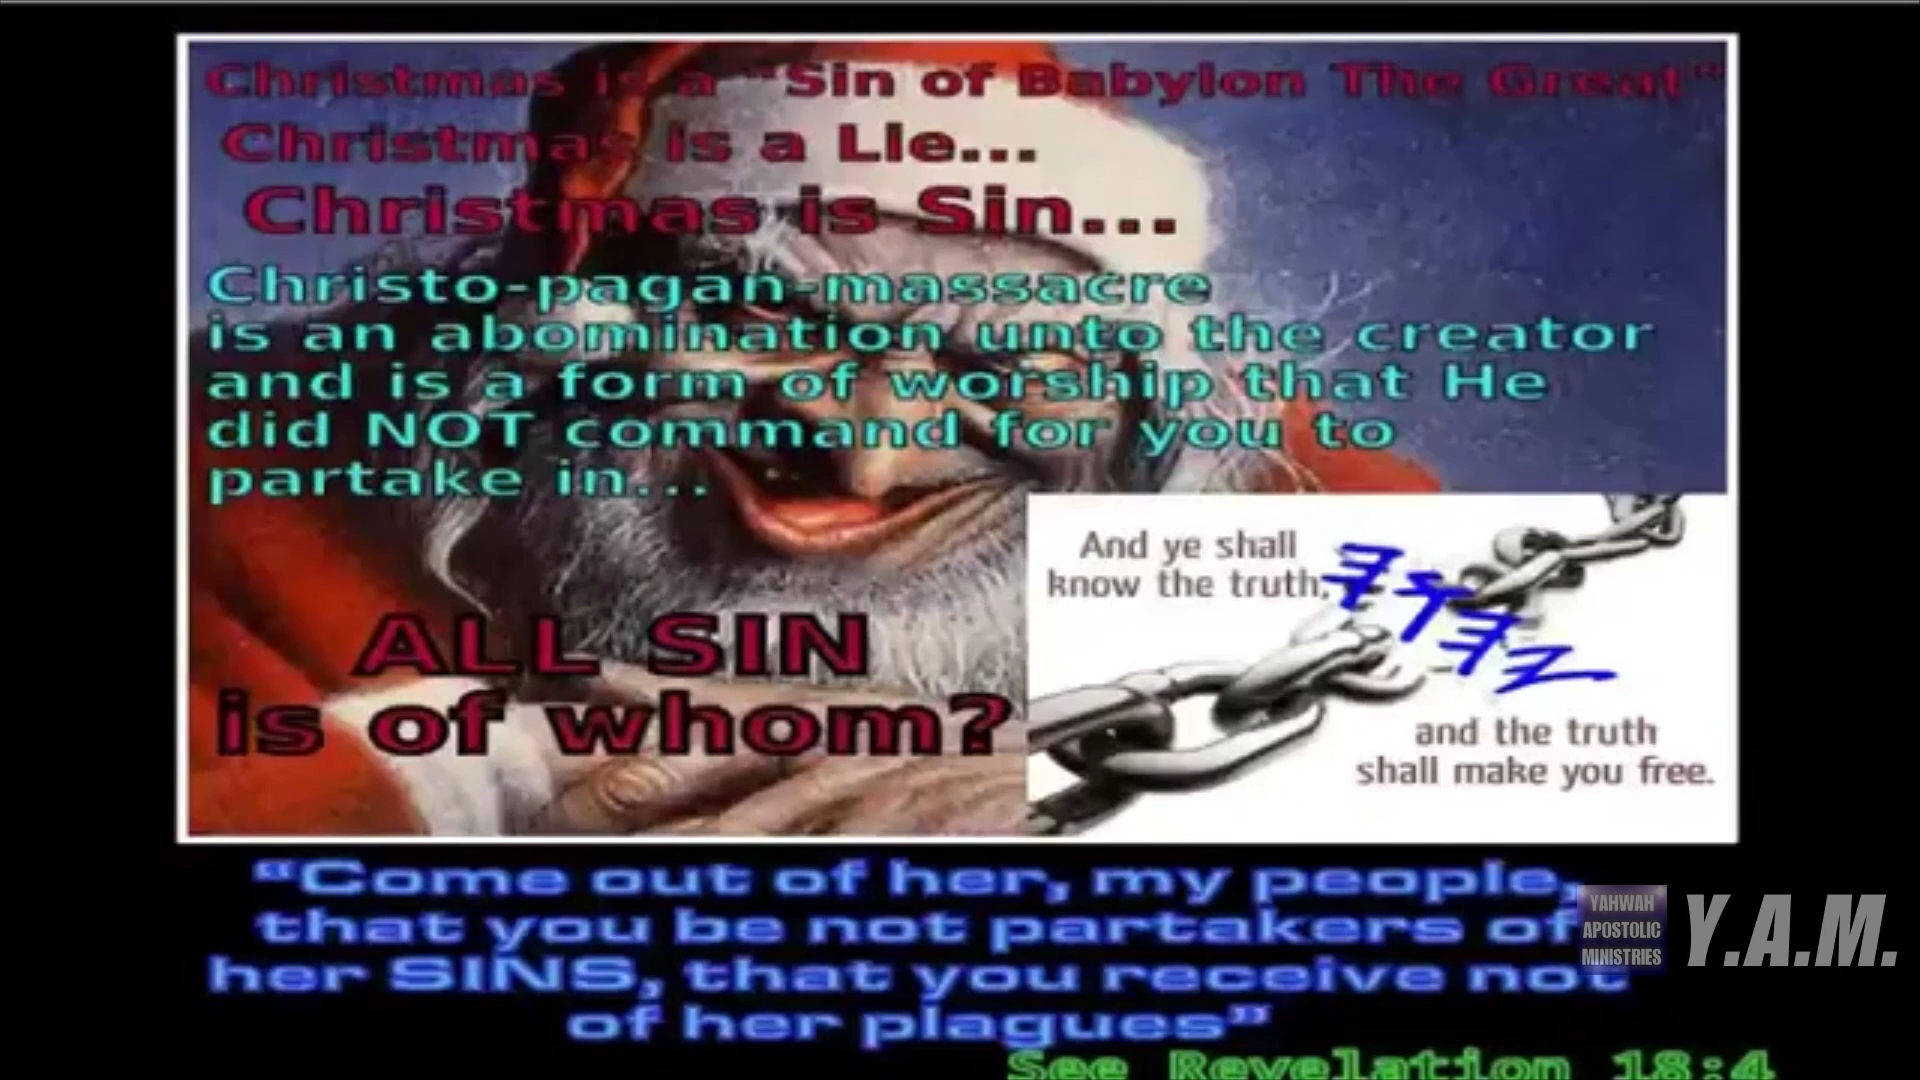 Christmas is a "Sin of Babylon The Great"
Christmas is a Lie...
Christmas is Sin...
Christo-pagan-massacre
is an abomination unto the creator
and is a form of worship that He
did NOT command for you to
partake in...
ALL SIN
is of whom?
And ye shall
know the truth,
𐤉𐤄𐤅𐤄
and the truth
shall make you free.
“Come out of her, my people,
that you be not partakers of
her SINS, that you receive not
of her plagues”
See Revelation 18:4
YAHWAH
APOSTOLIC
MINISTRIES
Y.A.M.